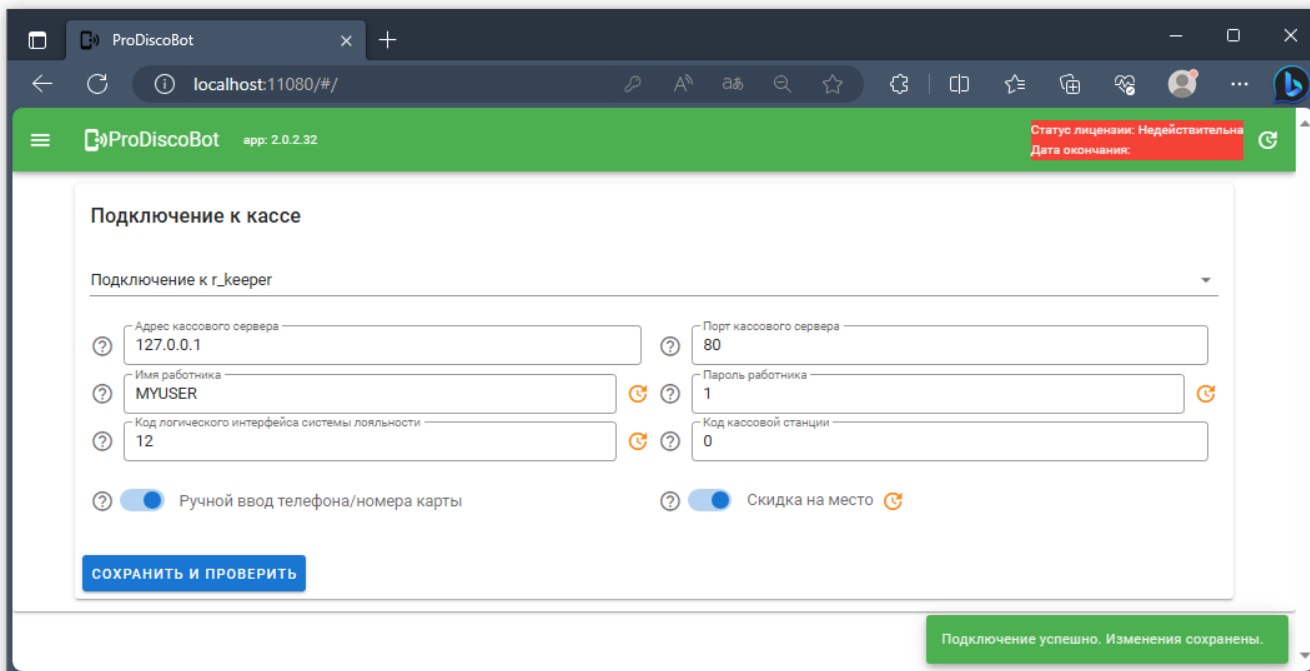 ProDiscoBot
localhost:11080/#/
ProDiscoBot app: 2.0.2.32
Статус лицензии: Недействительна
Дата окончания:
Подключение к кассе
Подключение к r_keeper
Адрес кассового сервера
127.0.0.1
Порт кассового сервера
80
Имя работника
MYUSER
Пароль работника
1
Код логического интерфейса системы лояльности
12
Код кассовой станции
0
Ручной ввод телефона/номера карты
Скидка на место
СОХРАНИТЬ И ПРОВЕРИТЬ
Подключение успешно. Изменения сохранены.